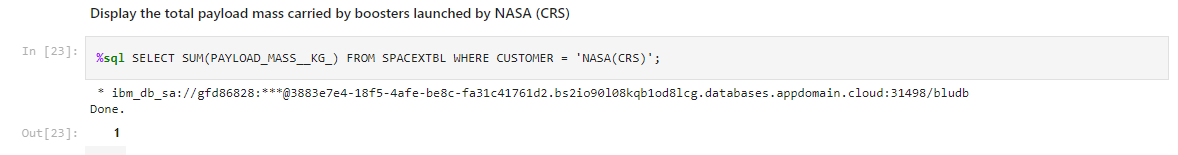 Display the total payload mass carried by boosters launched by NASA (CRS)
In [23]: %sql SELECT SUM(PAYLOAD_MASS__KG_) FROM SPACEXTBL WHERE CUSTOMER = 'NASA(CRS)';
* ibm_db_sa://gfd86828:***@3883e7e4-18f5-4afe-be8c-fa31c41761d2.bs2io90l08kqb1od8lcg.databases.appdomain.cloud:31498/bludb
Done.
Out[23]: 1